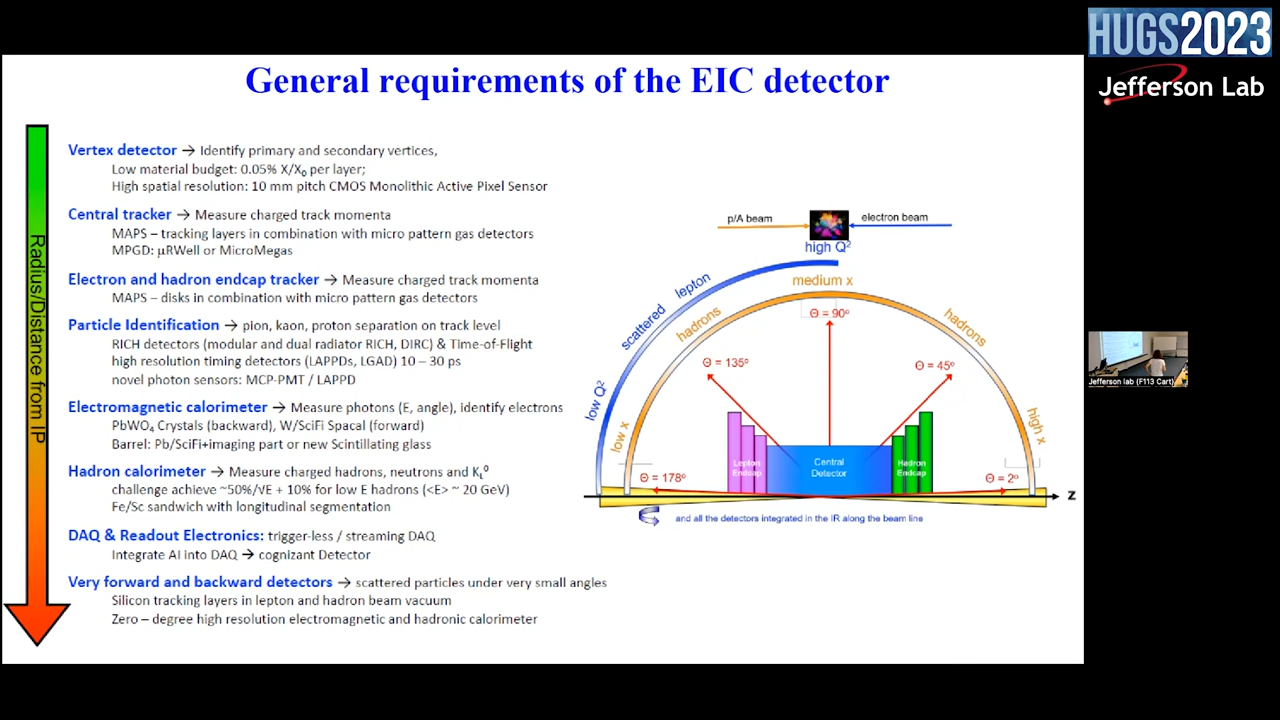 HUGS2023
Jefferson Lab
General requirements of the EIC detector
Radius/Distance from IP
Vertex detector → Identify primary and secondary vertices,
Low material budget: 0.05% X/X₀ per layer;
High spatial resolution: 10 mm pitch CMOS Monolithic Active Pixel Sensor
Central tracker → Measure charged track momenta
MAPS – tracking layers in combination with micro pattern gas detectors
MPGD: μRWell or MicroMegas
Electron and hadron endcap tracker → Measure charged track momenta
MAPS – disks in combination with micro pattern gas detectors
Particle Identification → pion, kaon, proton separation on track level
RICH detectors (modular and dual radiator RICH, DIRC) & Time-of-Flight
high resolution timing detectors (LAPPDs, LGAD) 10 – 30 ps
novel photon sensors: MCP-PMT / LAPPD
Electromagnetic calorimeter → Measure photons (E, angle), identify electrons
PbWO₄ Crystals (backward), W/SciFi Spacal (forward)
Barrel: Pb/SciFi+imaging part or new Scintillating glass
Hadron calorimeter → Measure charged hadrons, neutrons and K_L⁰
challenge achieve ~50%/√E + 10% for low E hadrons (<E> ~ 20 GeV)
Fe/Sc sandwich with longitudinal segmentation
DAQ & Readout Electronics: trigger-less / streaming DAQ
Integrate AI into DAQ → cognizant Detector
Very forward and backward detectors → scattered particles under very small angles
Silicon tracking layers in lepton and hadron beam vacuum
Zero – degree high resolution electromagnetic and hadronic calorimeter
p/A beam
electron beam
high Q²
medium x
scattered lepton
hadrons
hadrons
low Q²
low x
high x
Θ = 90º
Θ = 135º
Θ = 45º
Θ = 178º
Θ = 2º
Lepton
Endcap
Central
Detector
Hadron
Endcap
z
and all the detectors integrated in the IR along the beam line
Jefferson lab (F113 Cart)